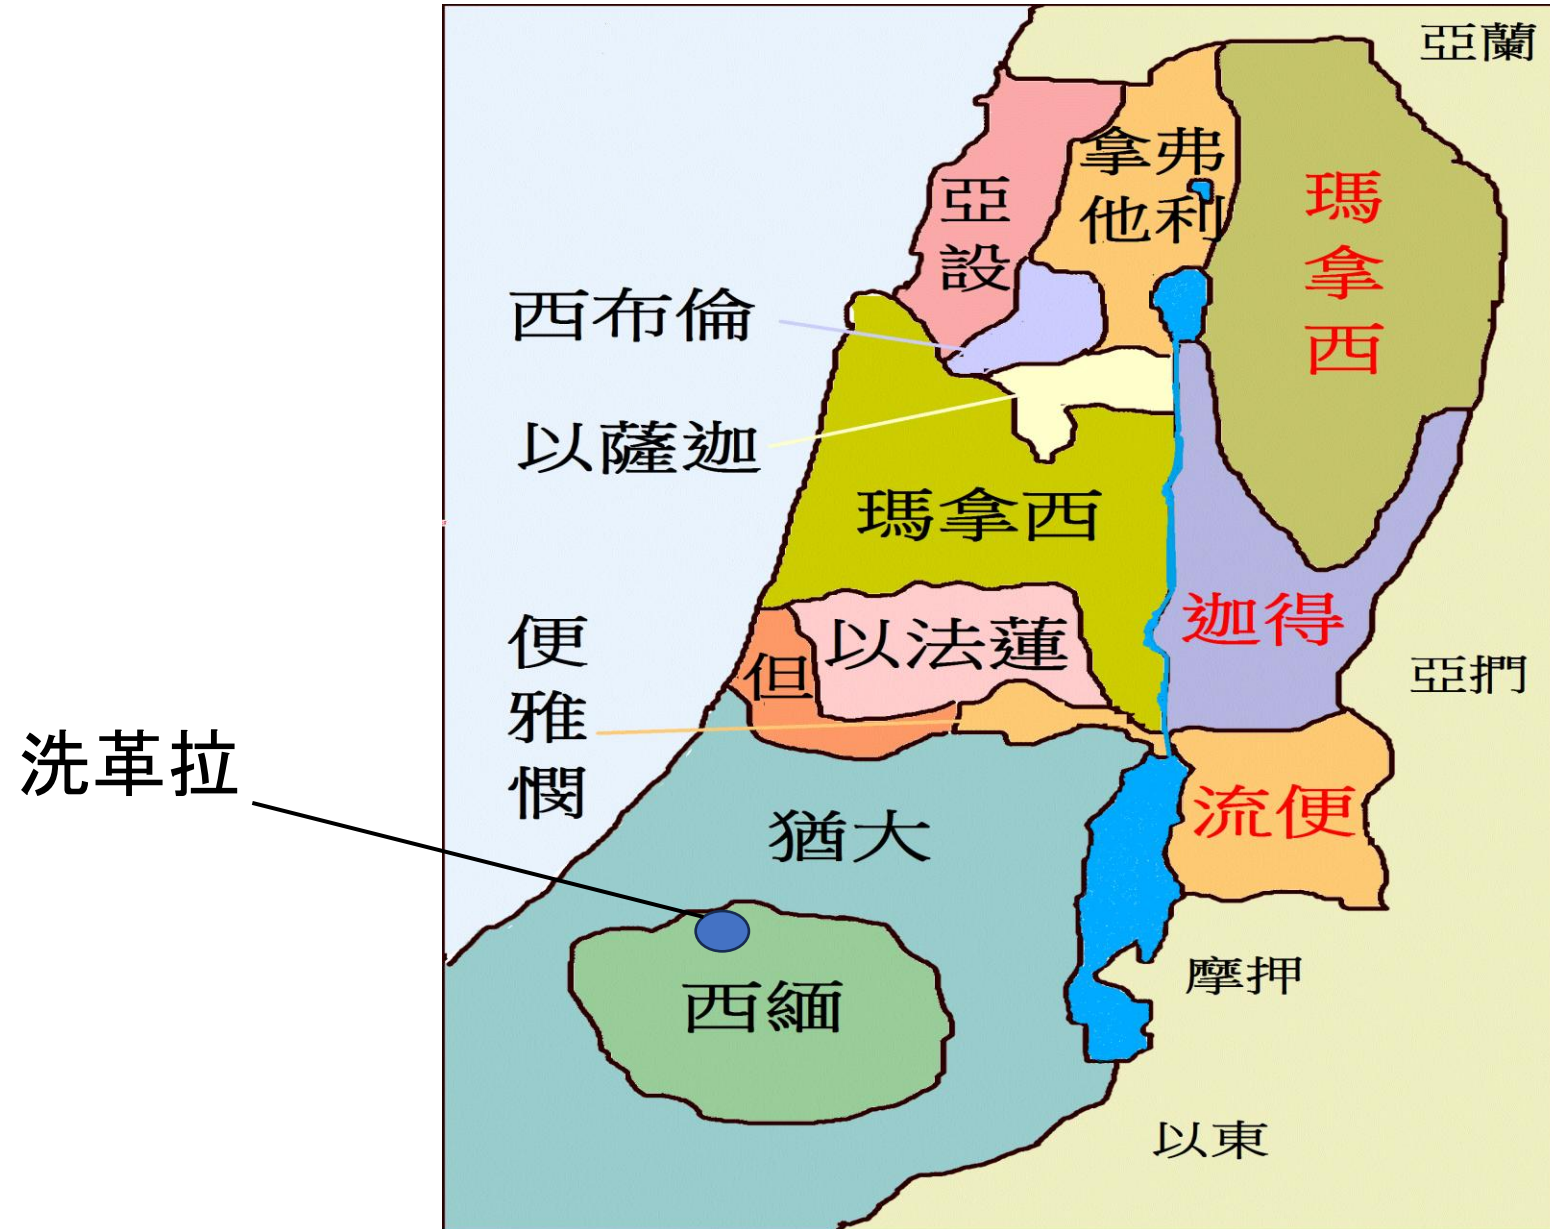 亞蘭
拿弗
他利
瑪
拿
西
亞
設
西布倫
以薩迦
瑪拿西
迦得
便
雅
憫
以法蓮
但
亞捫
洗革拉
流便
猶大
摩押
西緬
以東